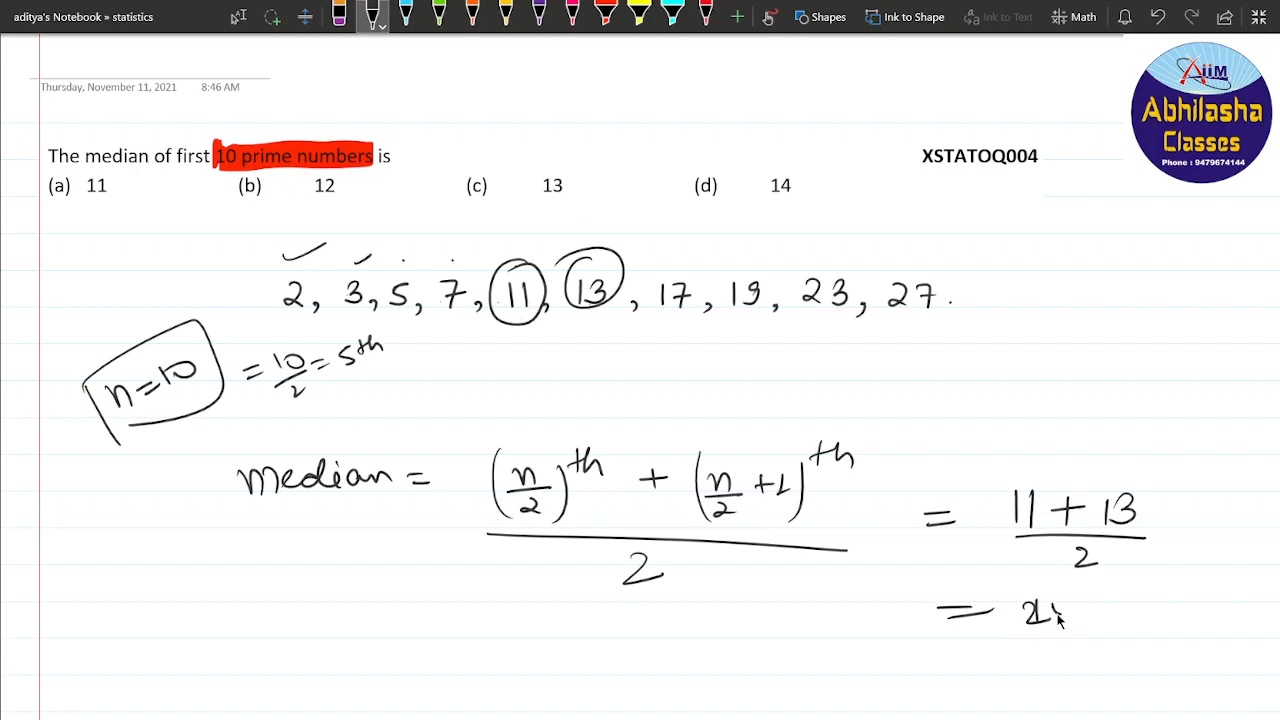 aditya's Notebook » statistics
Shapes Ink to Shape Ink to Text Math
Thursday, November 11, 2021 8:46 AM
AiiM
Abhilasha
Classes
Phone : 9479674144
The median of first 10 prime numbers is XSTATOQ004
(a) 11 (b) 12 (c) 13 (d) 14
2, 3, 5, 7, 11, 13, 17, 19, 23, 27.
n=10 = 10/2 = 5th
median = ((n/2)th + (n/2 +1)th)/2 = (11 + 13)/2
=